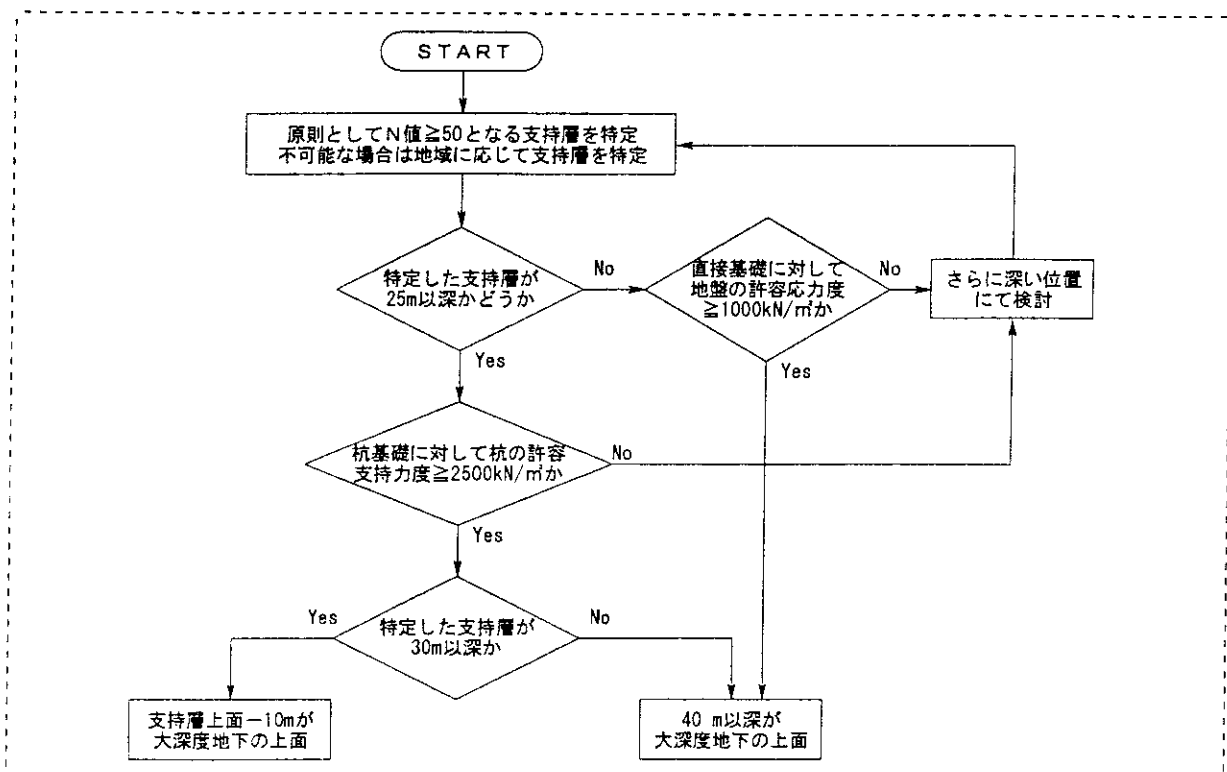 START
原則としてN値≧50となる支持層を特定
不可能な場合は地域に応じて支持層を特定
特定した支持層が
25m以深かどうか
No
直接基礎に対して
地盤の許容応力度
≧1000kN/㎡か
No
さらに深い位置
にて検討
Yes
Yes
杭基礎に対して杭の許容
支持力度≧2500kN/㎡か
No
Yes
特定した支持層が
30m以深か
Yes
No
支持層上面－10mが
大深度地下の上面
40 m以深が
大深度地下の上面